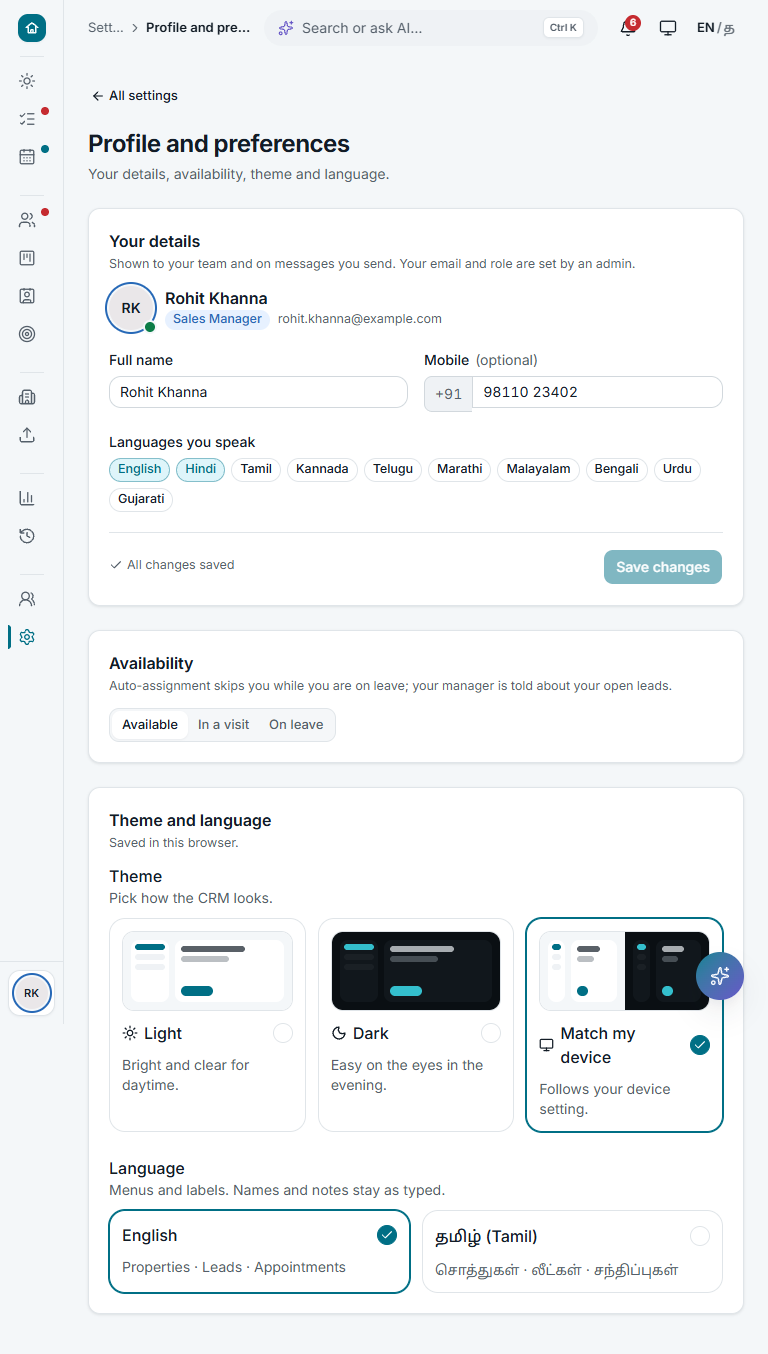 Sett... > Profile and pre...
Search or ask AI...
Ctrl K
6
EN / த
← All settings
Profile and preferences
Your details, availability, theme and language.
Your details
Shown to your team and on messages you send. Your email and role are set by an admin.
RK
Rohit Khanna
Sales Manager rohit.khanna@example.com
Full name
Rohit Khanna
Mobile (optional)
+91 98110 23402
Languages you speak
English Hindi Tamil Kannada Telugu Marathi Malayalam Bengali Urdu
Gujarati
All changes saved
Save changes
Availability
Auto-assignment skips you while you are on leave; your manager is told about your open leads.
Available In a visit On leave
Theme and language
Saved in this browser.
Theme
Pick how the CRM looks.
Light
Bright and clear for
daytime.
Dark
Easy on the eyes in the
evening.
Match my
device
Follows your device
setting.
Language
Menus and labels. Names and notes stay as typed.
English
Properties · Leads · Appointments
தமிழ் (Tamil)
சொத்துகள் · லீட்கள் · சந்திப்புகள்
RK